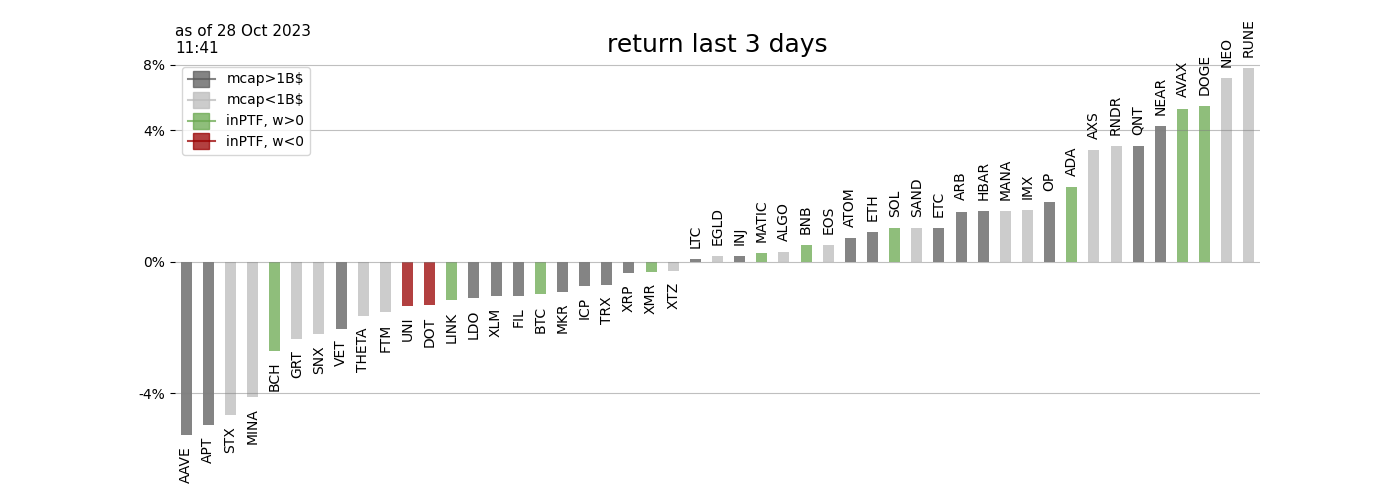 as of 28 Oct 2023
11:41
return last 3 days
8%
4%
0%
-4%
mcap>1B$
mcap<1B$
inPTF, w>0
inPTF, w<0
AAVE
APT
STX
MINA
BCH
GRT
SNX
VET
THETA
FTM
UNI
DOT
LINK
LDO
XLM
FIL
BTC
MKR
ICP
TRX
XRP
XMR
XTZ
LTC
EGLD
INJ
MATIC
ALGO
BNB
EOS
ATOM
ETH
SOL
SAND
ETC
ARB
HBAR
MANA
IMX
OP
ADA
AXS
RNDR
QNT
NEAR
AVAX
DOGE
NEO
RUNE